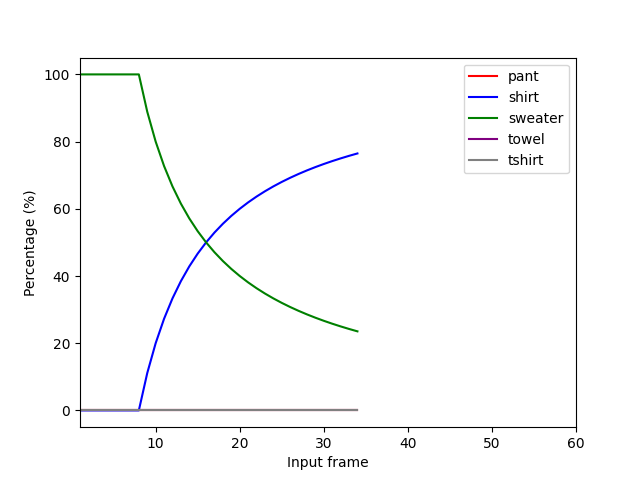 100
80
60
40
20
0
Percentage (%)
pant
shirt
sweater
towel
tshirt
10 20 30 40 50 60
Input frame